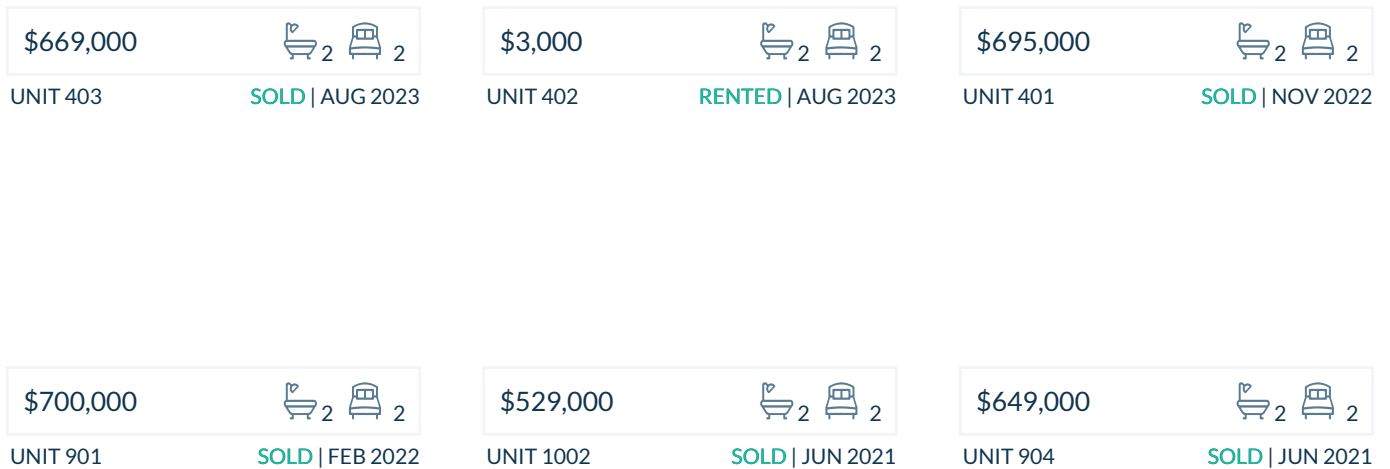 $669,000 2 2
UNIT 403 SOLD | AUG 2023
$3,000 2 2
UNIT 402 RENTED | AUG 2023
$695,000 2 2
UNIT 401 SOLD | NOV 2022
$700,000 2 2
UNIT 901 SOLD | FEB 2022
$529,000 2 2
UNIT 1002 SOLD | JUN 2021
$649,000 2 2
UNIT 904 SOLD | JUN 2021